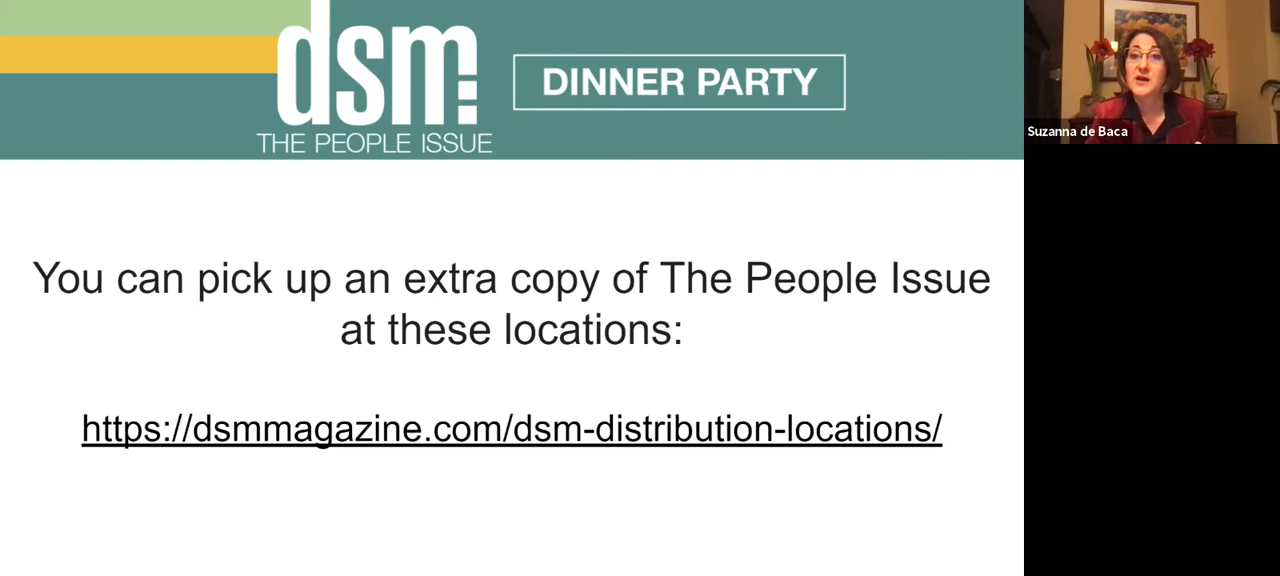 dsm
THE PEOPLE ISSUE
DINNER PARTY
Suzanna de Baca
You can pick up an extra copy of The People Issue
at these locations:
https://dsmmagazine.com/dsm-distribution-locations/